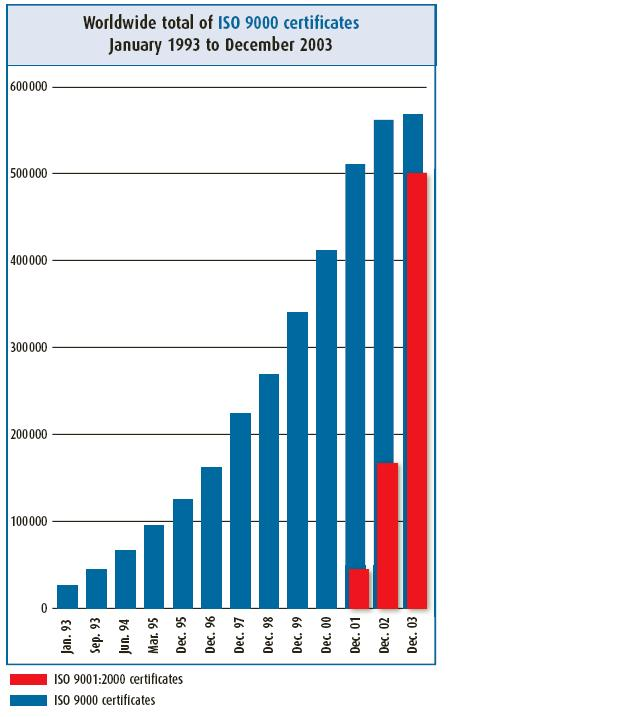 Worldwide total of ISO 9000 certificates
January 1993 to December 2003
600000
500000
400000
300000
200000
100000
0
Jan. 93
Sep. 93
Jun. 94
Mar. 95
Dec. 95
Dec. 96
Dec. 97
Dec. 98
Dec. 99
Dec. 00
Dec. 01
Dec. 02
Dec. 03
ISO 9001:2000 certificates
ISO 9000 certificates